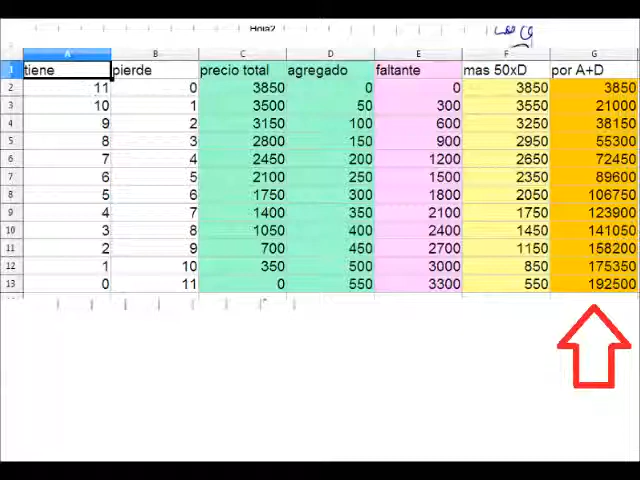 Hoja2
A B C D E F G
1 tiene pierde precio total agregado faltante mas 50xD por A+D
2 11 0 3850 0 0 3850 3850
3 10 1 3500 50 300 3550 21000
4 9 2 3150 100 600 3250 38150
5 8 3 2800 150 900 2950 55300
6 7 4 2450 200 1200 2650 72450
7 6 5 2100 250 1500 2350 89600
8 5 6 1750 300 1800 2050 106750
9 4 7 1400 350 2100 1750 123900
10 3 8 1050 400 2400 1450 141050
11 2 9 700 450 2700 1150 158200
12 1 10 350 500 3000 850 175350
13 0 11 0 550 3300 550 192500